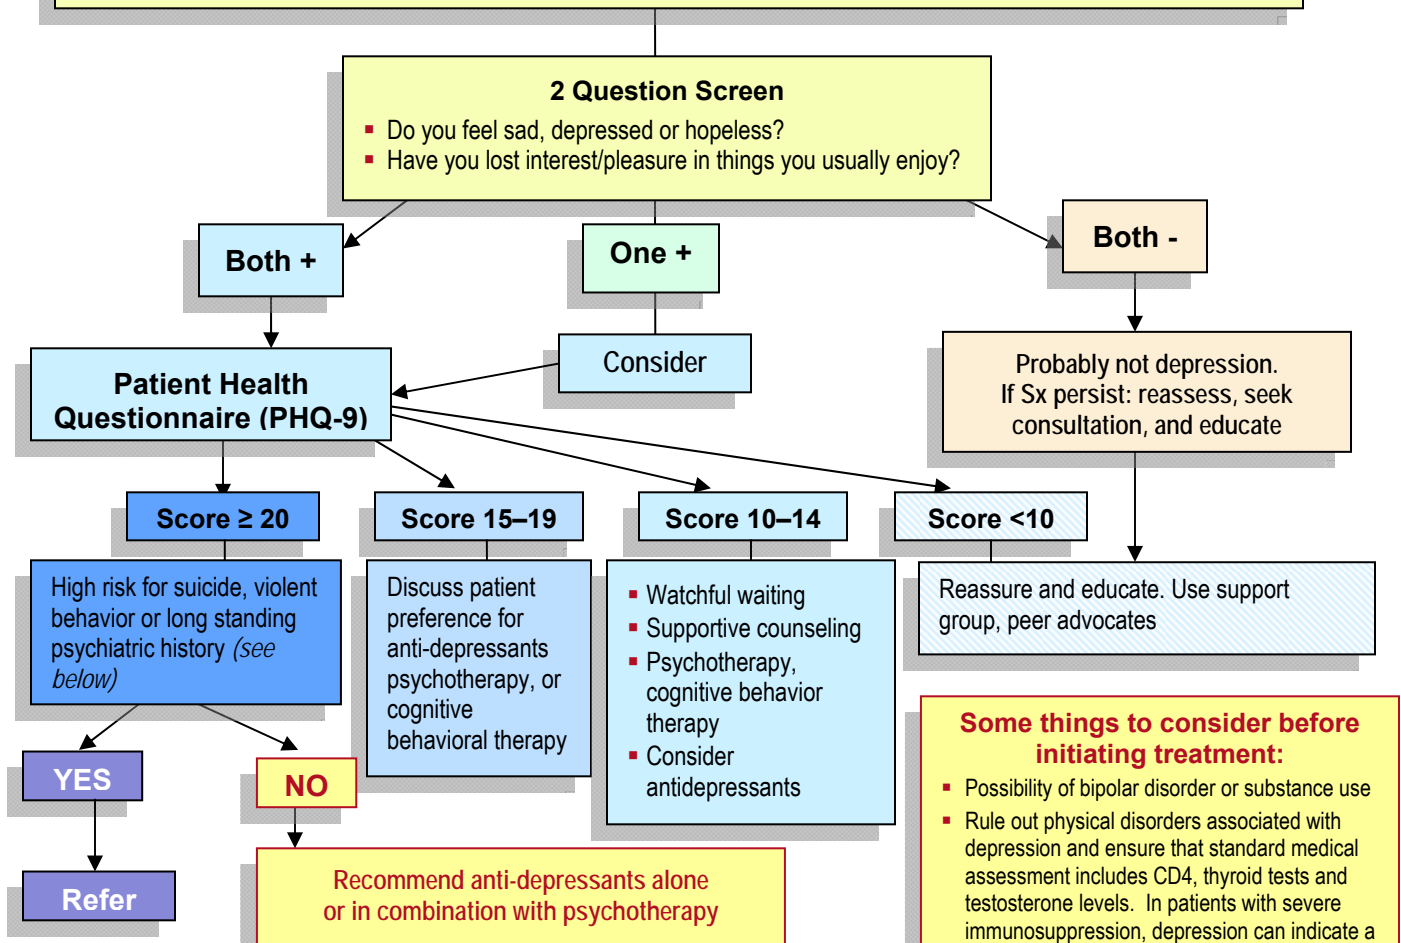 2 Question Screen
▪ Do you feel sad, depressed or hopeless?
▪ Have you lost interest/pleasure in things you usually enjoy?
Both +
One +
Both -
Consider
Patient Health
Questionnaire (PHQ-9)
Probably not depression.
If Sx persist: reassess, seek
consultation, and educate
Score ≥ 20
Score 15–19
Score 10–14
Score <10
High risk for suicide, violent
behavior or long standing
psychiatric history (see
below)
Discuss patient
preference for
anti-depressants
psychotherapy, or
cognitive
behavioral therapy
▪ Watchful waiting
▪ Supportive counseling
▪ Psychotherapy,
cognitive behavior
therapy
▪ Consider
antidepressants
Reassure and educate. Use support
group, peer advocates
YES
NO
Refer
Recommend anti-depressants alone
or in combination with psychotherapy
Some things to consider before
initiating treatment:
▪ Possibility of bipolar disorder or substance use
▪ Rule out physical disorders associated with
depression and ensure that standard medical
assessment includes CD4, thyroid tests and
testosterone levels. In patients with severe
immunosuppression, depression can indicate a